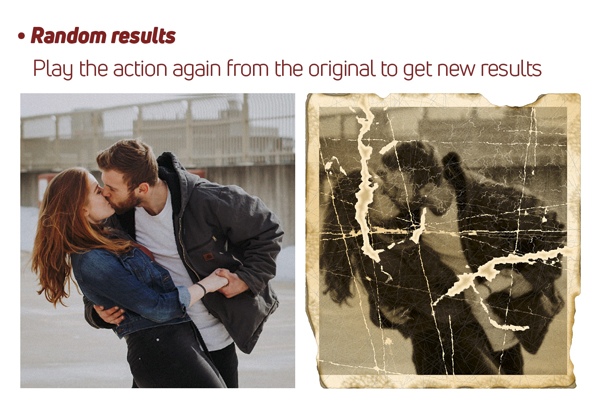 • Random results
Play the action again from the original to get new results